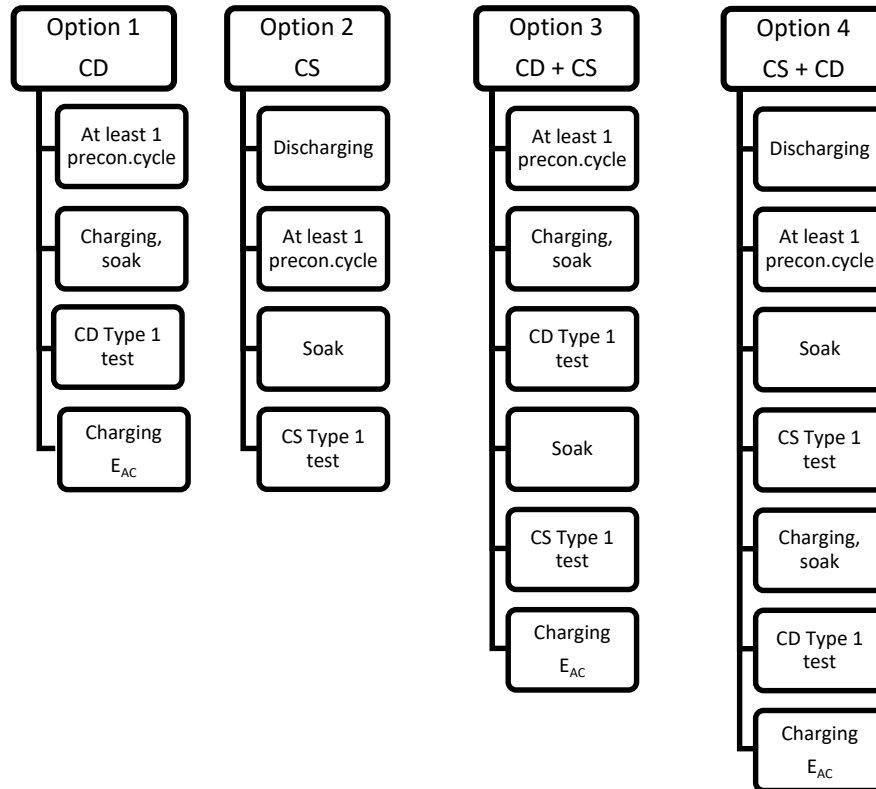 Option 1
CD
At least 1
precon.cycle
Charging,
soak
CD Type 1
test
Charging
EAC
Option 2
CS
Discharging
At least 1
precon.cycle
Soak
CS Type 1
test
Option 3
CD + CS
At least 1
precon.cycle
Charging,
soak
CD Type 1
test
Soak
CS Type 1
test
Charging
EAC
Option 4
CS + CD
Discharging
At least 1
precon.cycle
Soak
CS Type 1
test
Charging,
soak
CD Type 1
test
Charging
EAC